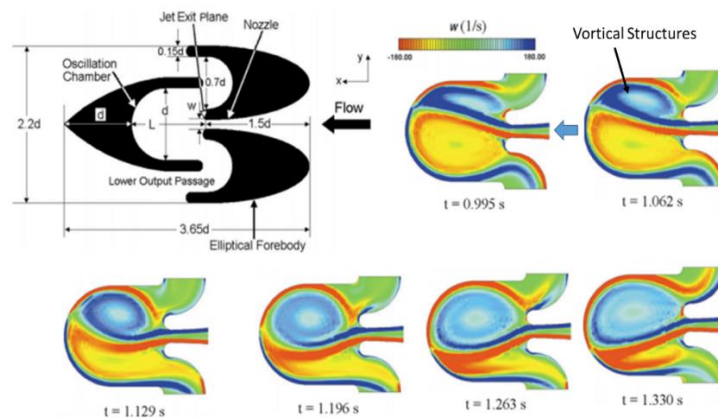 Jet Exit Plane
Nozzle
Oscillation
Chamber
0.15d
0.7d
y
x
w (1/s)
-180.00
180.00
Vortical Structures
2.2d
d
L
d
w
1.5d
Flow
Lower Output Passage
Elliptical Forebody
3.65d
t = 0.995 s
t = 1.062 s
t = 1.129 s
t = 1.196 s
t = 1.263 s
t = 1.330 s